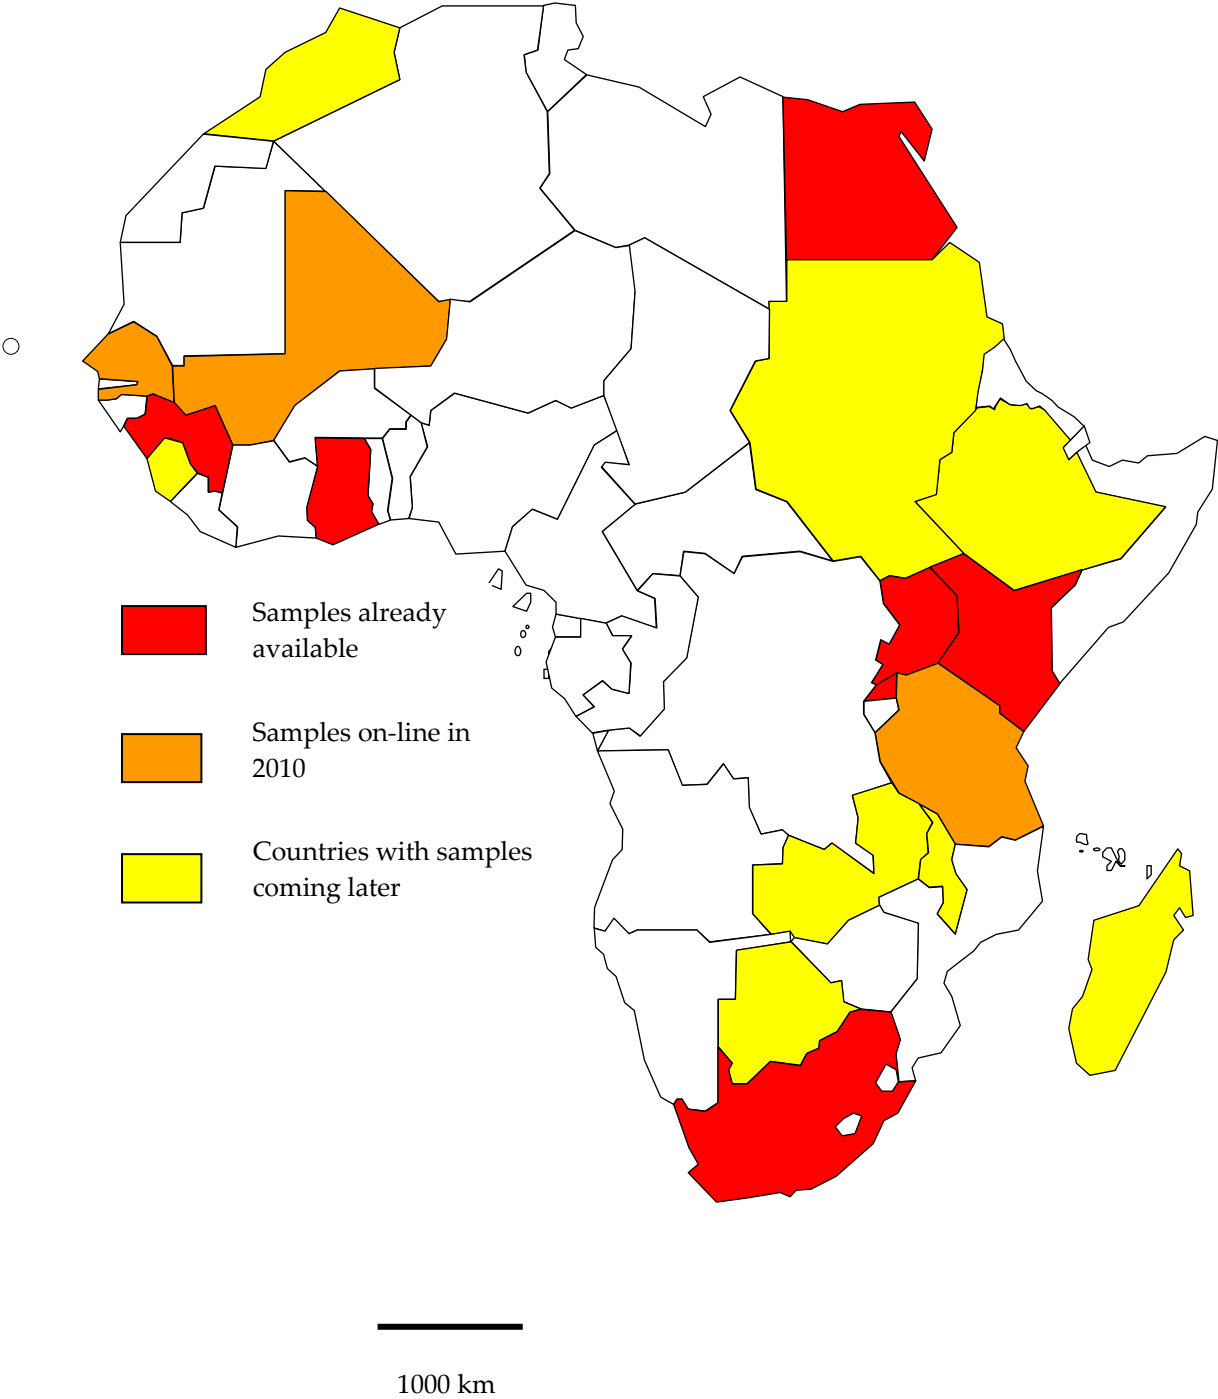 Samples already
available
Samples on-line in
2010
Countries with samples
coming later
1000 km